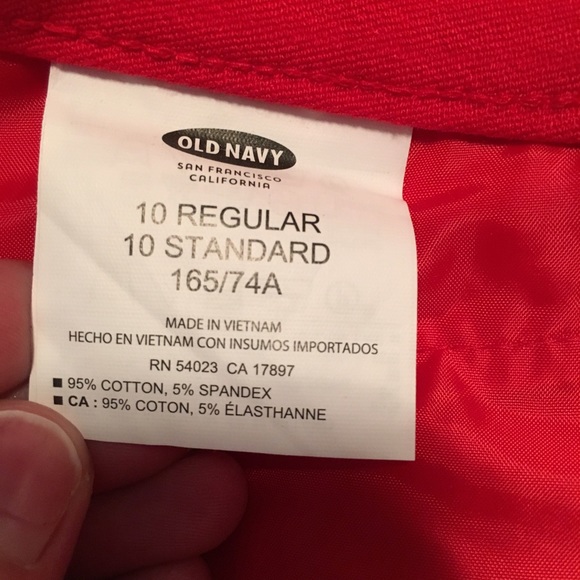 OLD NAVY
SAN FRANCISCO
CALIFORNIA
10 REGULAR
10 STANDARD
165/74A
MADE IN VIETNAM
HECHO EN VIETNAM CON INSUMOS IMPORTADOS
RN 54023 CA 17897
■ 95% COTTON, 5% SPANDEX
■ CA : 95% COTON, 5% ÉLASTHANNE